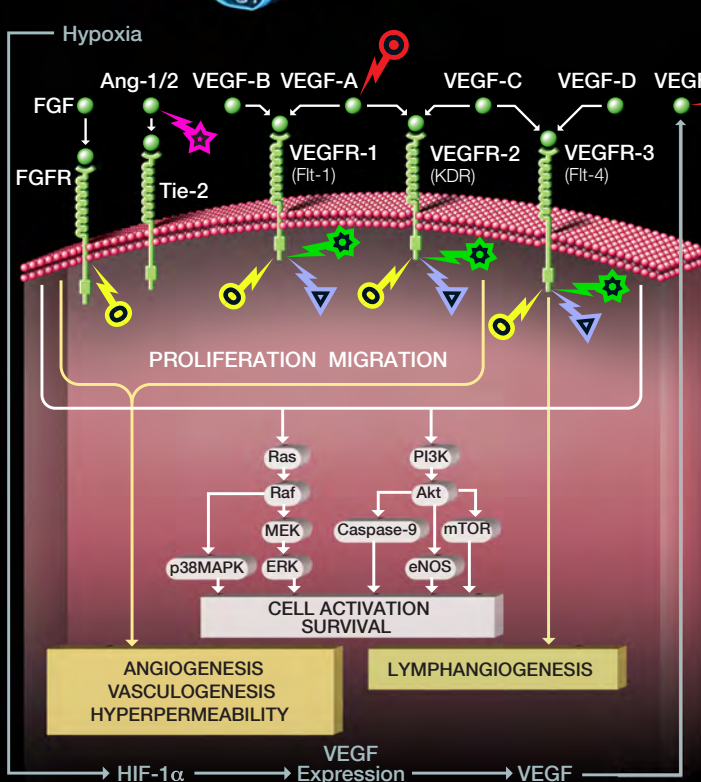 Hypoxia
Ang-1/2 VEGF-B VEGF-A VEGF-C VEGF-D VEGF
FGF
FGFR
Tie-2
VEGFR-1
(Flt-1)
VEGFR-2
(KDR)
VEGFR-3
(Flt-4)
PROLIFERATION MIGRATION
Ras
PI3K
Raf
Akt
MEK
Caspase-9
mTOR
p38MAPK
ERK
eNOS
CELL ACTIVATION
SURVIVAL
ANGIOGENESIS
VASCULOGENESIS
HYPERPERMEABILITY
LYMPHANGIOGENESIS
HIF-1α
VEGF
Expression
VEGF